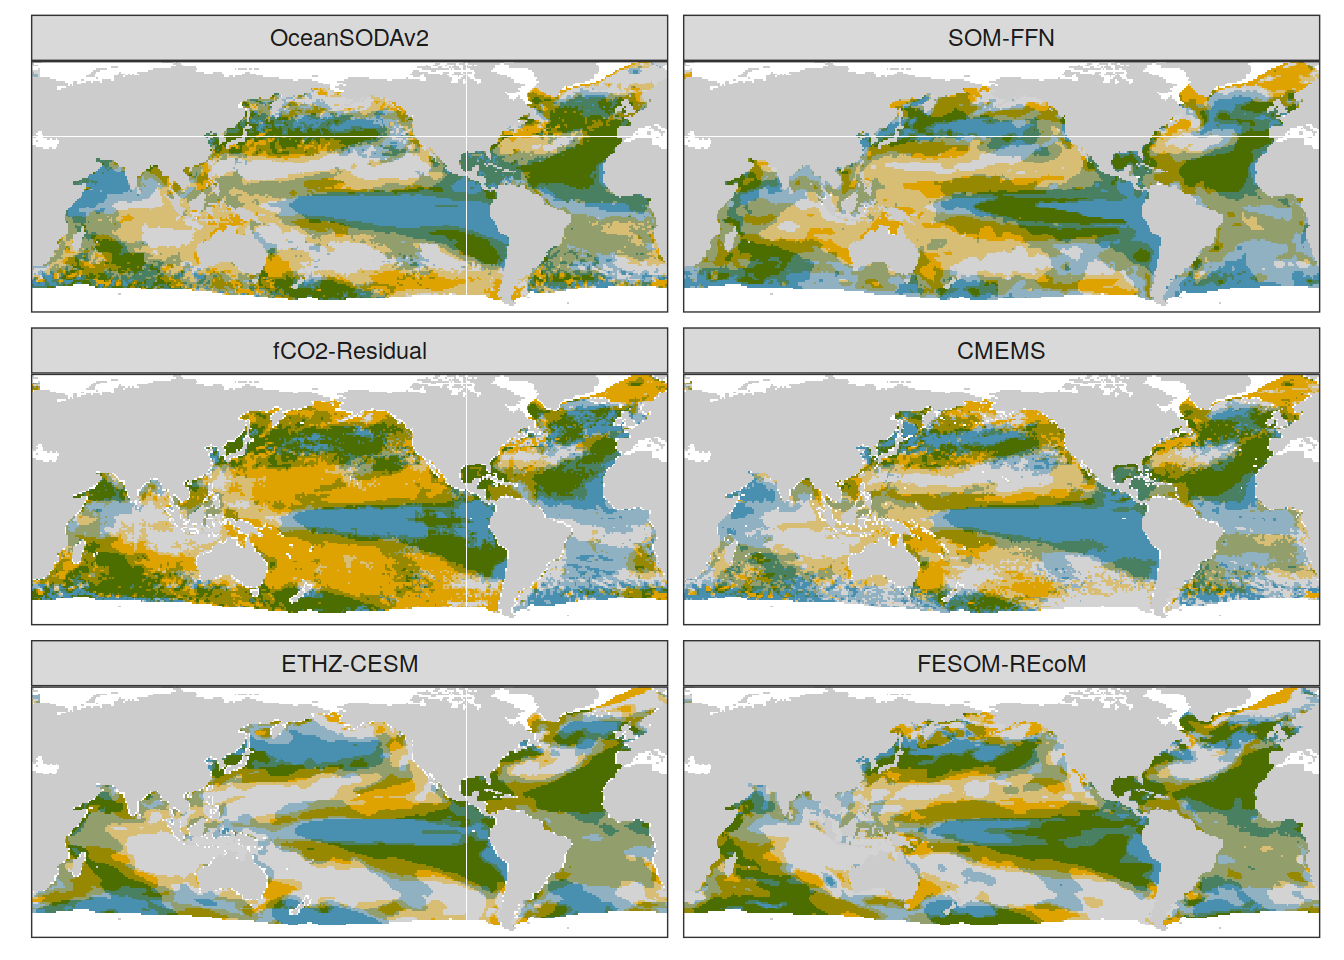 OceanSODAv2
SOM-FFN
fCO2-Residual
CMEMS
ETHZ-CESM
FESOM-REcoM